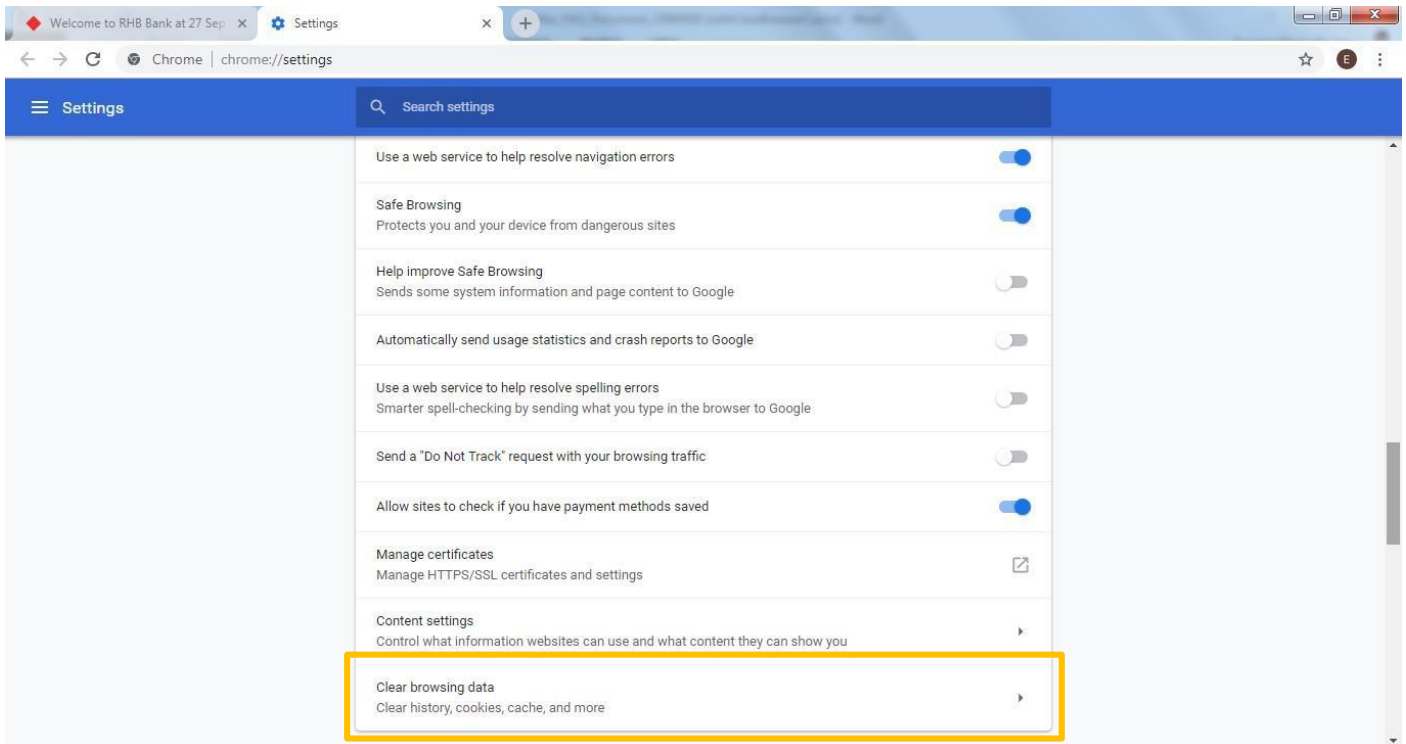 Welcome to RHB Bank at 27 Sep
Settings
Chrome | chrome://settings
E
Settings
Search settings
Use a web service to help resolve navigation errors
Safe Browsing
Protects you and your device from dangerous sites
Help improve Safe Browsing
Sends some system information and page content to Google
Automatically send usage statistics and crash reports to Google
Use a web service to help resolve spelling errors
Smarter spell-checking by sending what you type in the browser to Google
Send a "Do Not Track" request with your browsing traffic
Allow sites to check if you have payment methods saved
Manage certificates
Manage HTTPS/SSL certificates and settings
Content settings
Control what information websites can use and what content they can show you
Clear browsing data
Clear history, cookies, cache, and more